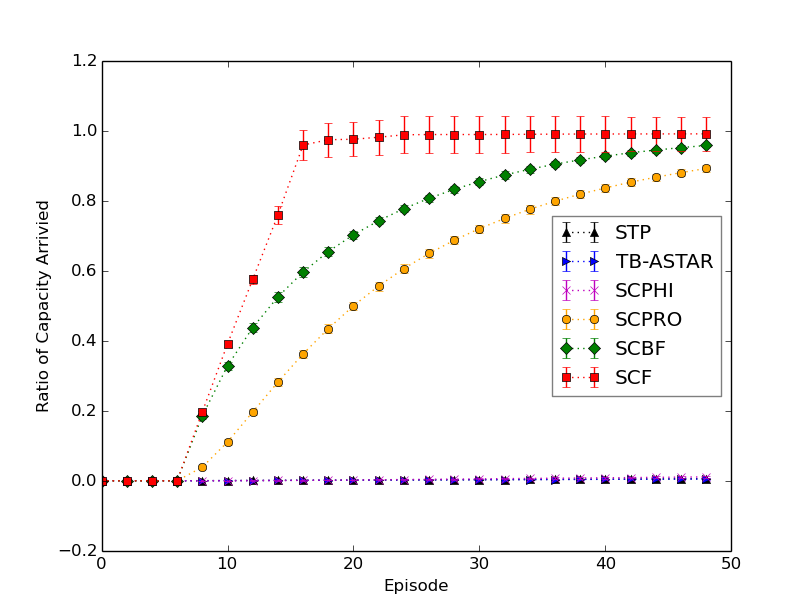 1.2
1.0
0.8
0.6
0.4
0.2
0.0
−0.2
Ratio of Capacity Arrivied
STP
TB-ASTAR
SCPHI
SCPRO
SCBF
SCF
0 10 20 30 40 50
Episode